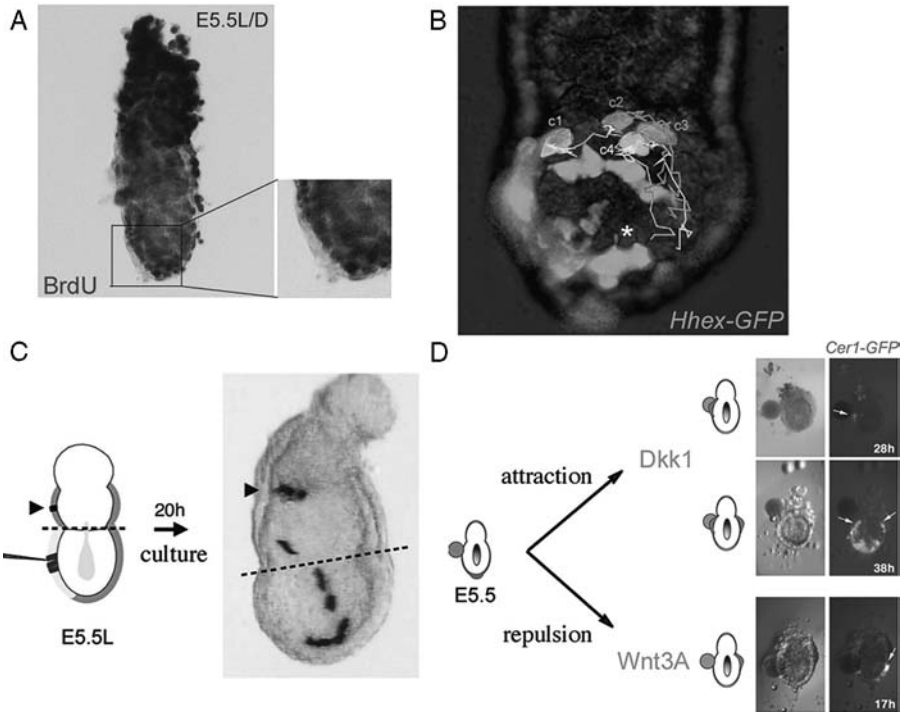 A
E5.5L/D
BrdU
B
c1
c2
c3
c4
*
Hhex-GFP
C
20h
culture
E5.5L
D
Cer1-GFP
E5.5
attraction
Dkk1
28h
38h
repulsion
Wnt3A
17h